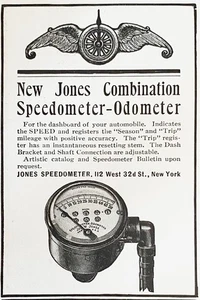 New Jones Combination
Speedometer-Odometer
For the dashboard of your automobile. Indicates
the SPEED and registers the "Season" and "Trip"
mileage with positive accuracy. The "Trip" regis-
ter has an instantaneous resetting stem. The Dash
Bracket and Shaft Connection are adjustable.
Artistic catalog and Speedometer Bulletin upon
request.
JONES SPEEDOMETER, 112 West 32d St., New York